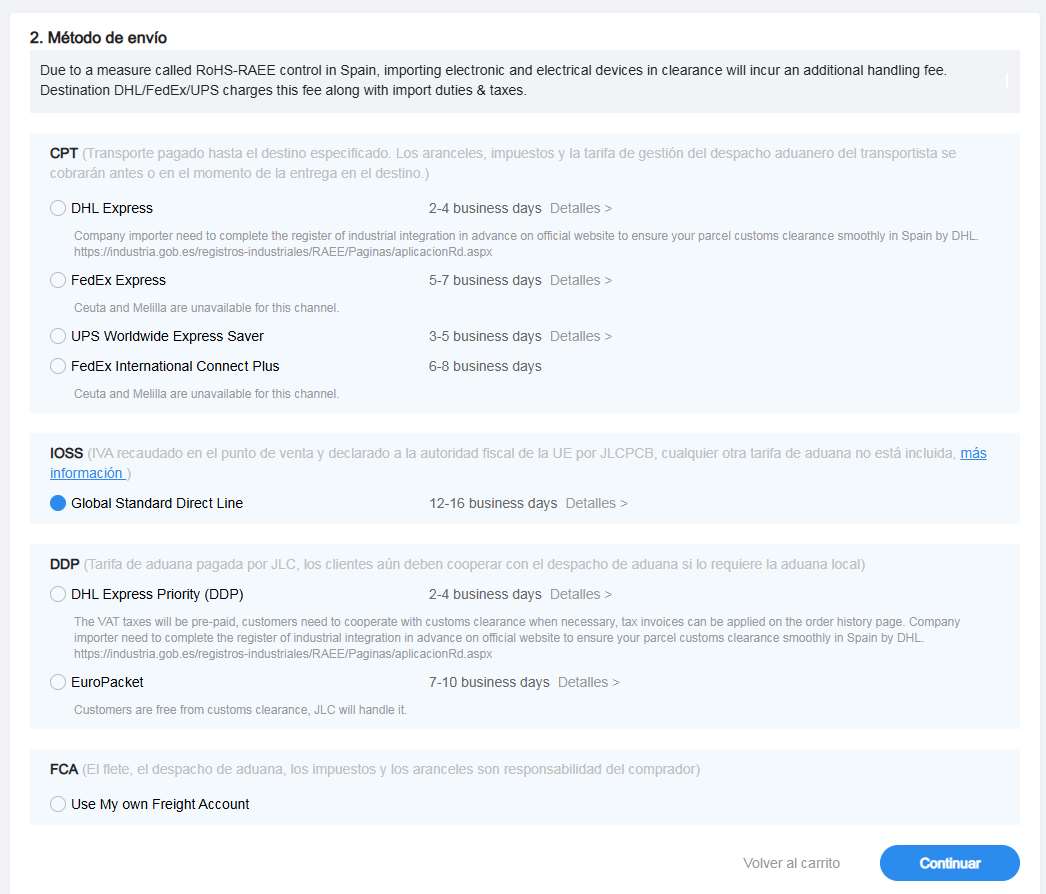 2. Método de envío
Due to a measure called RoHS-RAEE control in Spain, importing electronic and electrical devices in clearance will incur an additional handling fee.
Destination DHL/FedEx/UPS charges this fee along with import duties & taxes.
CPT (Transporte pagado hasta el destino especificado. Los aranceles, impuestos y la tarifa de gestión del despacho aduanero del transportista se
cobrarán antes o en el momento de la entrega en el destino.)
DHL Express 2-4 business days Detalles >
Company importer need to complete the register of industrial integration in advance on official website to ensure your parcel customs clearance smoothly in Spain by DHL.
https://industria.gob.es/registros-industriales/RAEE/Paginas/aplicacionRd.aspx
FedEx Express 5-7 business days Detalles >
Ceuta and Melilla are unavailable for this channel.
UPS Worldwide Express Saver 3-5 business days Detalles >
FedEx International Connect Plus 6-8 business days
Ceuta and Melilla are unavailable for this channel.
IOSS (IVA recaudado en el punto de venta y declarado a la autoridad fiscal de la UE por JLCPCB, cualquier otra tarifa de aduana no está incluida, más
información )
Global Standard Direct Line 12-16 business days Detalles >
DDP (Tarifa de aduana pagada por JLC, los clientes aún deben cooperar con el despacho de aduana si lo requiere la aduana local)
DHL Express Priority (DDP) 2-4 business days Detalles >
The VAT taxes will be pre-paid, customers need to cooperate with customs clearance when necessary, tax invoices can be applied on the order history page. Company
importer need to complete the register of industrial integration in advance on official website to ensure your parcel customs clearance smoothly in Spain by DHL.
https://industria.gob.es/registros-industriales/RAEE/Paginas/aplicacionRd.aspx
EuroPacket 7-10 business days Detalles >
Customers are free from customs clearance, JLC will handle it.
FCA (El flete, el despacho de aduana, los impuestos y los aranceles son responsabilidad del comprador)
Use My own Freight Account
Volver al carrito Continuar